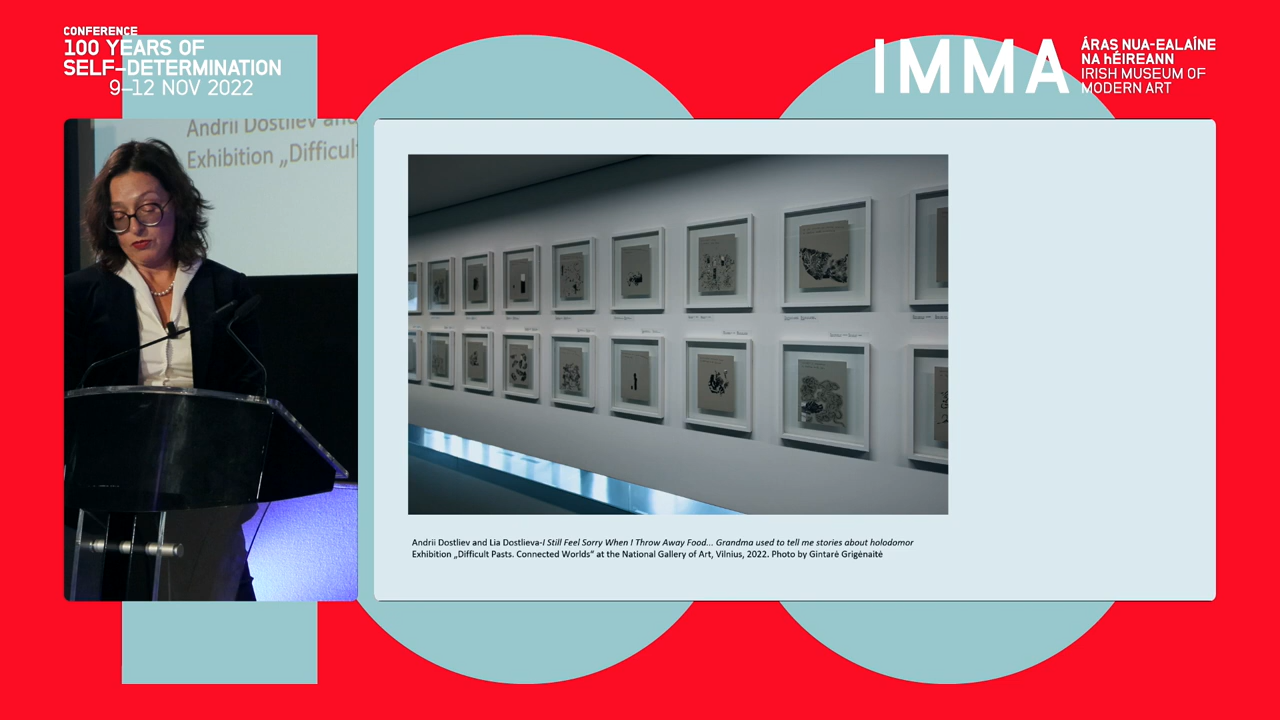 CONFERENCE
100 YEARS OF
SELF-DETERMINATION
9–12 NOV 2022
IMMA
ÁRAS NUA-EALAÍNE
NA hÉIREANN
IRISH MUSEUM OF
MODERN ART
Andrii Dostliev and
Exhibition „Difficult
Andrii Dostliev and Lia Dostlieva-I Still Feel Sorry When I Throw Away Food... Grandma used to tell me stories about holodomor
Exhibition „Difficult Pasts. Connected Worlds“ at the National Gallery of Art, Vilnius, 2022. Photo by Gintarė Grigėnaitė